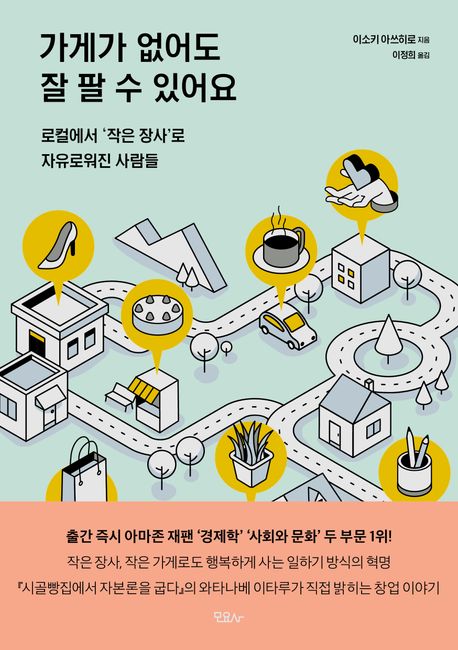 가게가 없어도
잘 팔 수 있어요
이소키 아쓰히로 지음
이정희 옮김
로컬에서 ‘작은 장사’로
자유로워진 사람들
출간 즉시 아마존 재팬 ‘경제학’ ‘사회와 문화’ 두 부문 1위!
작은 장사, 작은 가게로도 행복하게 사는 일하기 방식의 혁명
『시골빵집에서 자본론을 굽다』의 와타나베 이타루가 직접 밝히는 창업 이야기
모요사